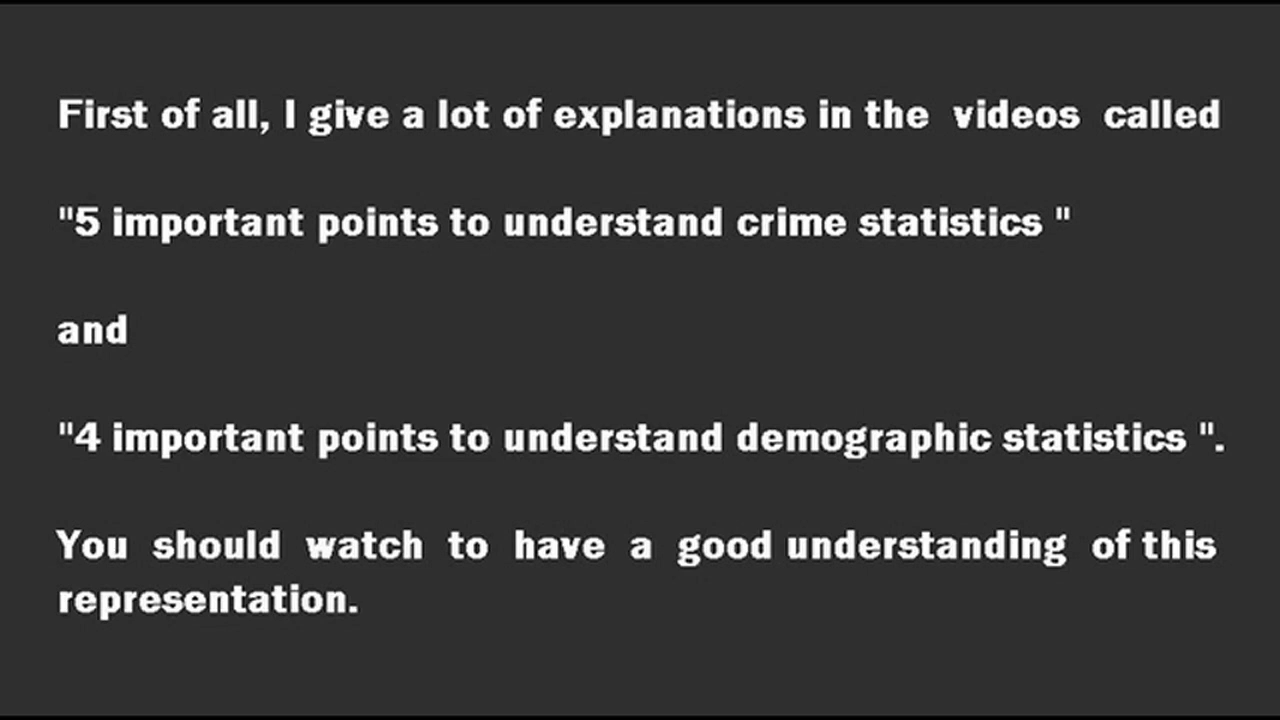 First of all, I give a lot of explanations in the videos called
"5 important points to understand crime statistics "
and
"4 important points to understand demographic statistics ".
You should watch to have a good understanding of this
representation.